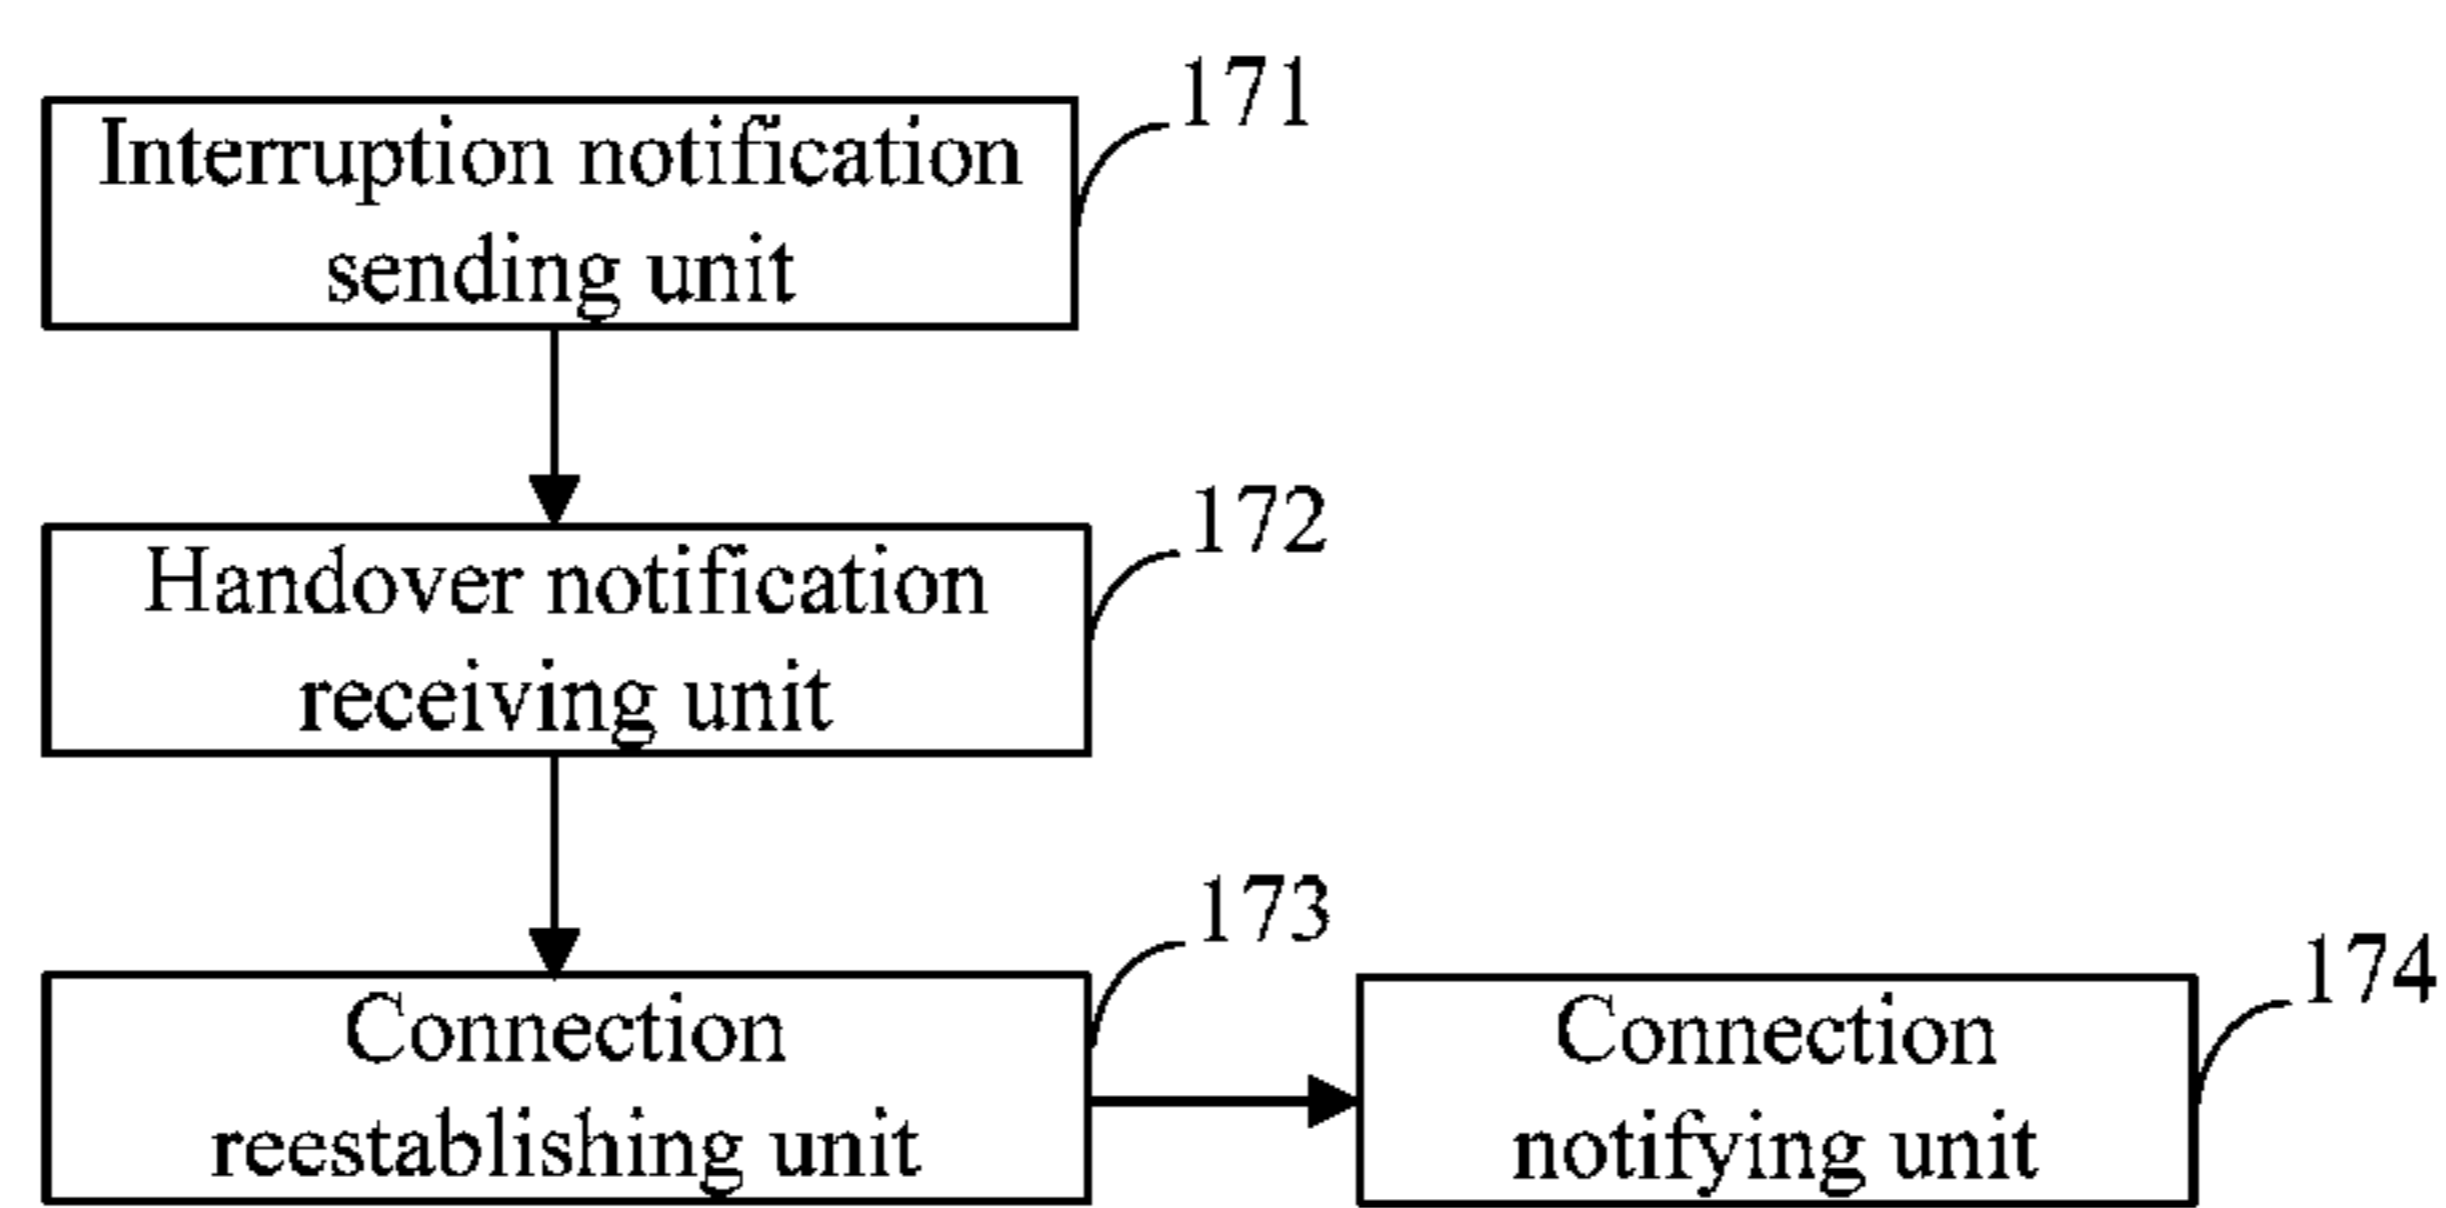 171
Interruption notification
sending unit
172
Handover notification
receiving unit
173
Connection
reestablishing unit
174
Connection
notifying unit